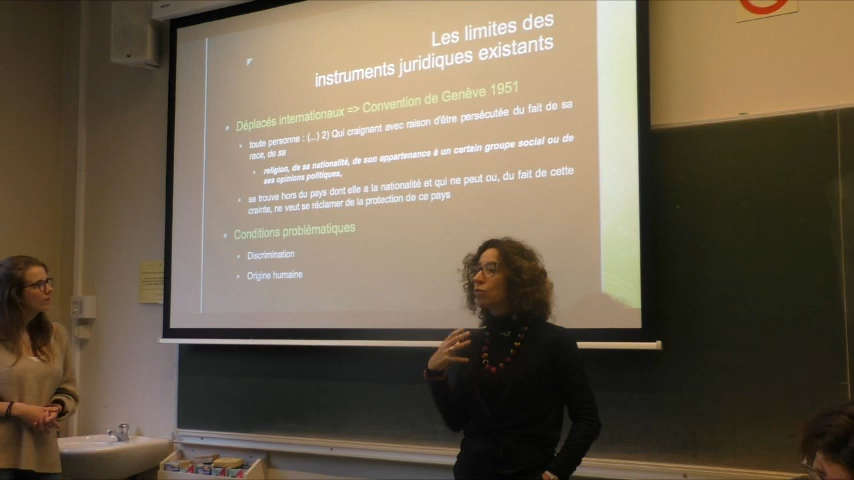 Les limites des
instruments juridiques existants
Déplacés internationaux => Convention de Genève 1951
toute personne : (...) 2) Qui craignant avec raison d'être persécutée du fait de sa
race, de sa
religion, de sa nationalité, de son appartenance à un certain groupe social ou de
ses opinions politiques,
se trouve hors du pays dont elle a la nationalité et qui ne peut ou, du fait de cette
crainte, ne veut se réclamer de la protection de ce pays
Conditions problématiques
Discrimination
Origine humaine